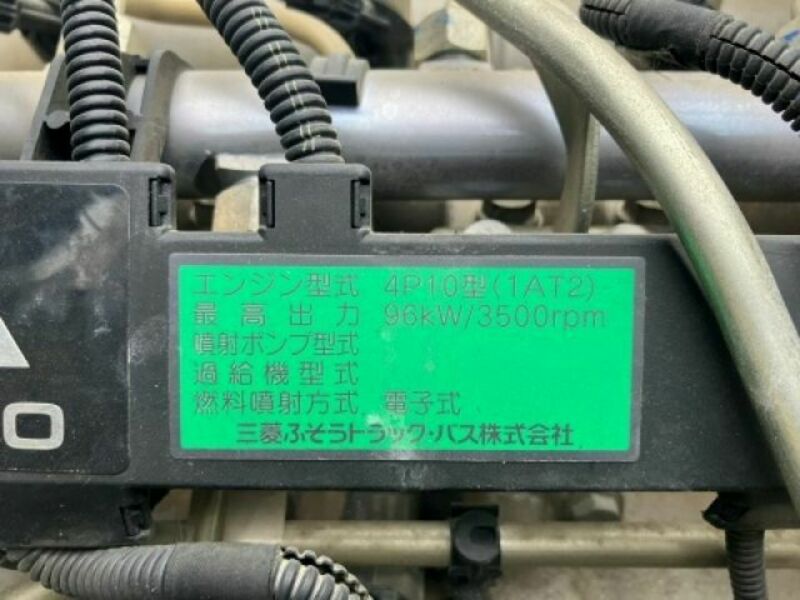 エンジン型式 4P10型(1AT2)
最高出力 96kW/3500rpm
噴射ポンプ型式
過給機型式
燃料噴射方式 電子式
三菱ふそうトラック・バス株式会社
O